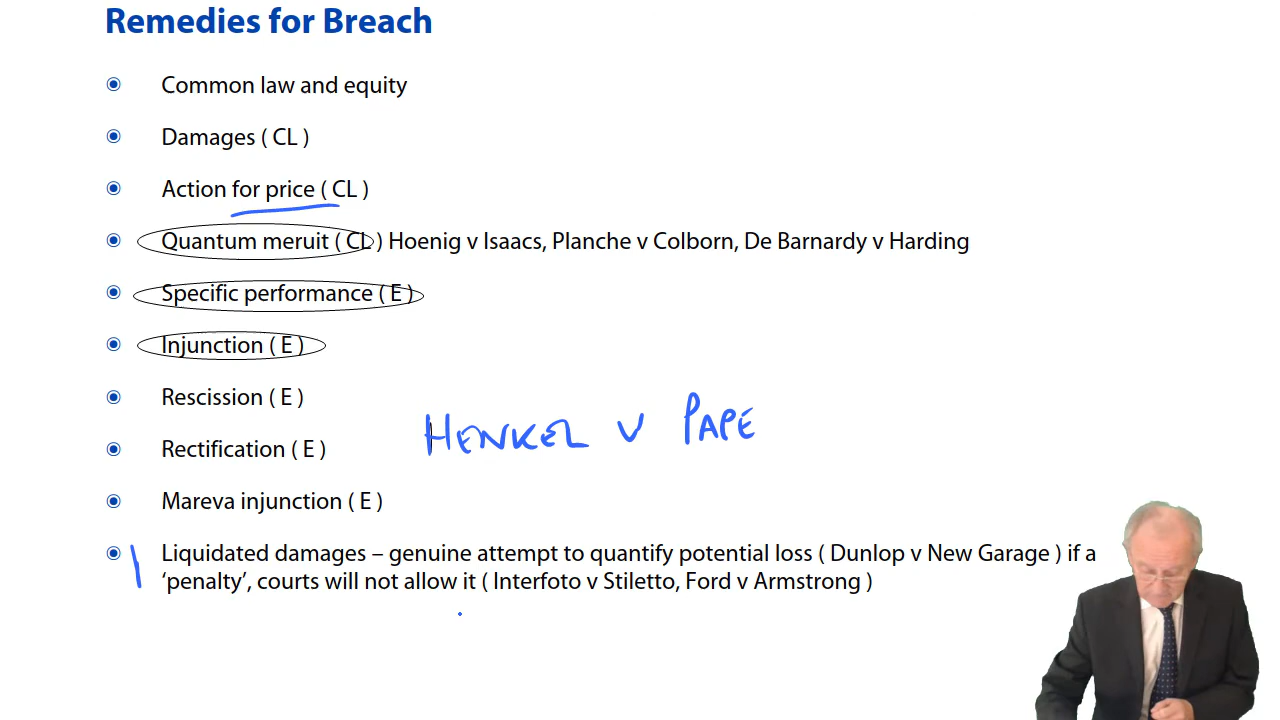 Remedies for Breach
Common law and equity
Damages ( CL )
Action for price ( CL )
Quantum meruit ( CL ) Hoenig v Isaacs, Planche v Colborn, De Barnardy v Harding
Specific performance ( E )
Injunction ( E )
Rescission ( E )
HENKEL v PAPE
Rectification ( E )
Mareva injunction ( E )
Liquidated damages – genuine attempt to quantify potential loss ( Dunlop v New Garage ) if a
‘penalty’, courts will not allow it ( Interfoto v Stiletto, Ford v Armstrong )